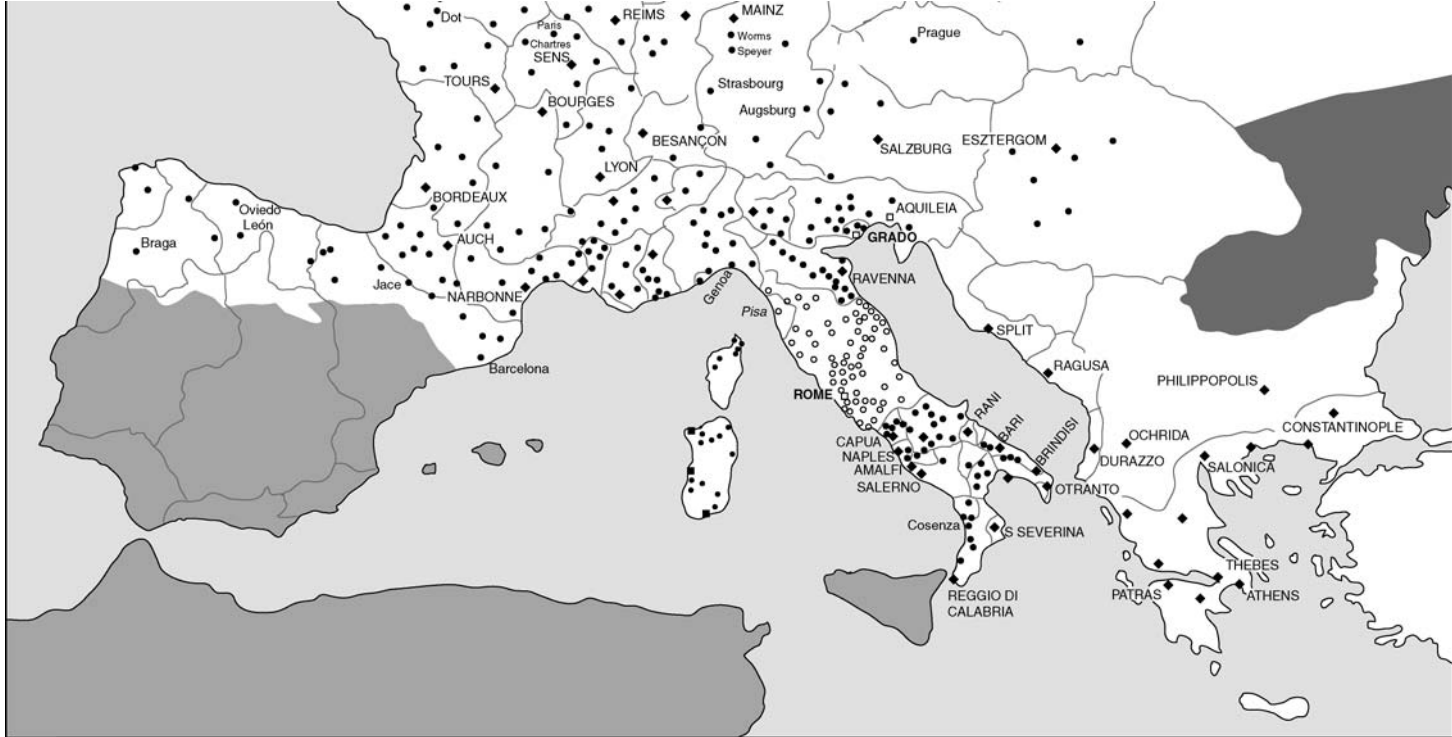 Dot
Paris
REIMS
MAINZ
Chartres
Worms
SENS
Speyer
Prague
TOURS
Strasbourg
BOURGES
Augsburg
BESANÇON
SALZBURG
ESZTERGOM
LYON
BORDEAUX
Oviedo
León
AQUILEIA
Braga
AUCH
GRADO
Jace
NARBONNE
Genoa
RAVENNA
Pisa
SPLIT
Barcelona
RAGUSA
ROME
PHILIPPOPOLIS
RANI
BARI
CONSTANTINOPLE
CAPUA
BRINDISI
OCHRIDA
NAPLES
DURAZZO
SALONICA
AMALFI
SALERNO
OTRANTO
Cosenza
S SEVERINA
THEBES
REGGIO DI
CALABRIA
PATRAS
ATHENS